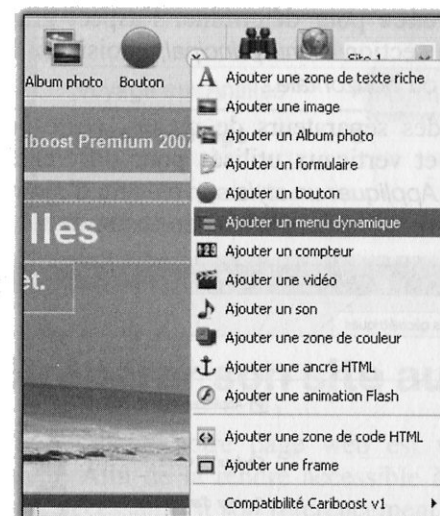 Album photo Bouton
Ajouter une zone de texte riche
Ajouter une image
Cariboost Premium 2007
Ajouter un Album photo
Ajouter un formulaire
Ajouter un bouton
lles
Ajouter un menu dynamique
Ajouter un compteur
et.
Ajouter une vidéo
Ajouter un son
Ajouter une zone de couleur
Ajouter une ancre HTML
Ajouter une animation Flash
Ajouter une zone de code HTML
Ajouter une frame
Compatibilité Cariboost v1